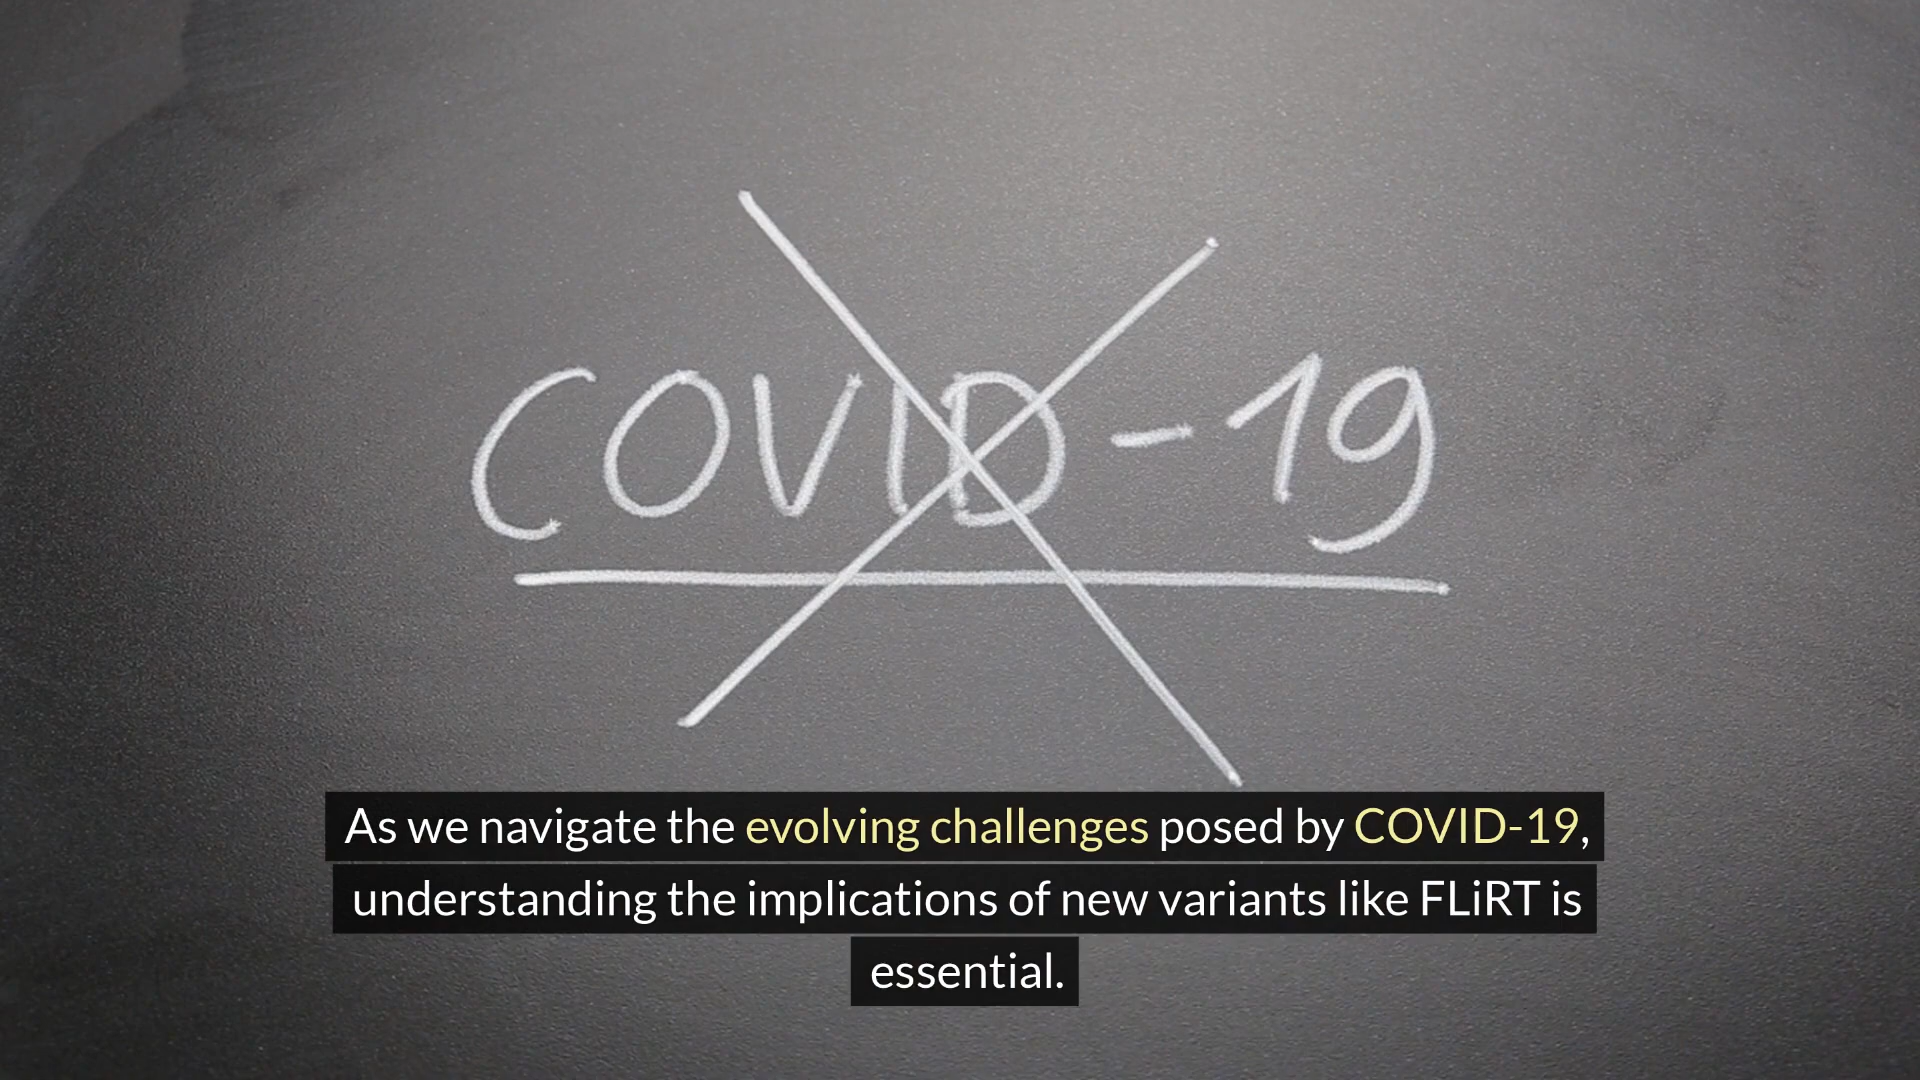 COVID-19
As we navigate the evolving challenges posed by COVID-19,
understanding the implications of new variants like FLiRT is
essential.